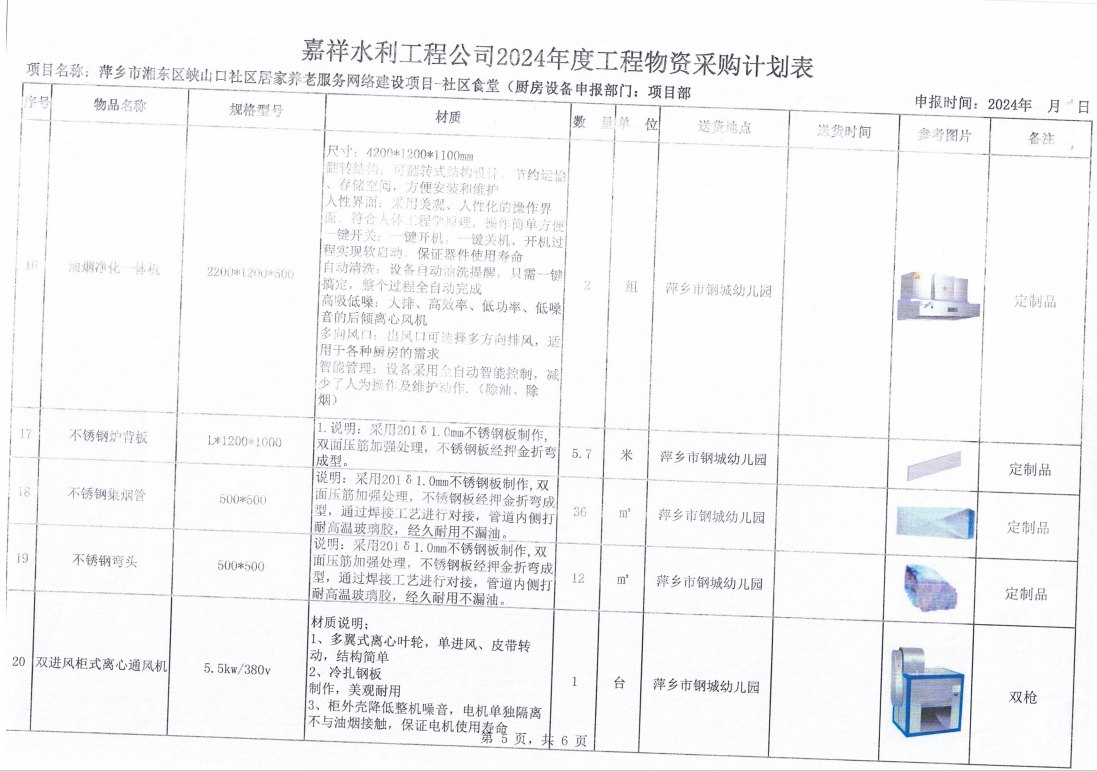 嘉祥水利工程公司2024年度工程物资采购计划表
项目名称：萍乡市湘东区峡山口社区居家养老服务网络建设项目-社区食堂（厨房设备 申报部门：项目部
申报时间：2024年 月 日
序号 物品名称 规格型号 材质 数 量 单 位 送货地点 送货时间 参考图片 备注
16 油烟净化一体机 2200*1200*500
尺寸：4200*1200*1100mm
翻转结构：可翻转式结构设计，节约运输
、存储空间，方便安装和维护
人性界面：采用美观、人性化的操作界
面，符合人体工程学原理，操作简单方便
一键开关：一键开机，一键关机，开机过
程实现软启动，保证器件使用寿命
自动清洗：设备自动油洗提醒，只需一键
搞定，整个过程全自动完成
高吸低噪：大排、高效率、低功率、低噪
音的后倾离心风机
多向风口：出风口可选择多方向排风，适
用于各种厨房的需求
智能管理：设备采用全自动智能控制，减
少了人为操作及维护动作.（除油、除
烟）
2 组 萍乡市钢城幼儿园 定制品
17 不锈钢炉背板 L*1200*1000
1.说明：采用201δ1.0mm不锈钢板制作,
双面压筋加强处理，不锈钢板经押金折弯
成型。
5.7 米 萍乡市钢城幼儿园 定制品
18 不锈钢集烟管 500*500
说明：采用201δ1.0mm不锈钢板制作,双
面压筋加强处理，不锈钢板经押金折弯成
型，通过焊接工艺进行对接，管道内侧打
耐高温玻璃胶，经久耐用不漏油。
36 m² 萍乡市钢城幼儿园 定制品
19 不锈钢弯头 500*500
说明：采用201δ1.0mm不锈钢板制作,双
面压筋加强处理，不锈钢板经押金折弯成
型，通过焊接工艺进行对接，管道内侧打
耐高温玻璃胶，经久耐用不漏油。
12 m² 萍乡市钢城幼儿园 定制品
20 双进风柜式离心通风机 5.5kw/380v
材质说明；
1、多翼式离心叶轮，单进风、皮带转
动，结构简单
2、冷扎钢板
制作，美观耐用
3、柜外壳降低整机噪音，电机单独隔离
不与油烟接触，保证电机使用寿命
1 台 萍乡市钢城幼儿园 双枪
第 5 页，共 6 页